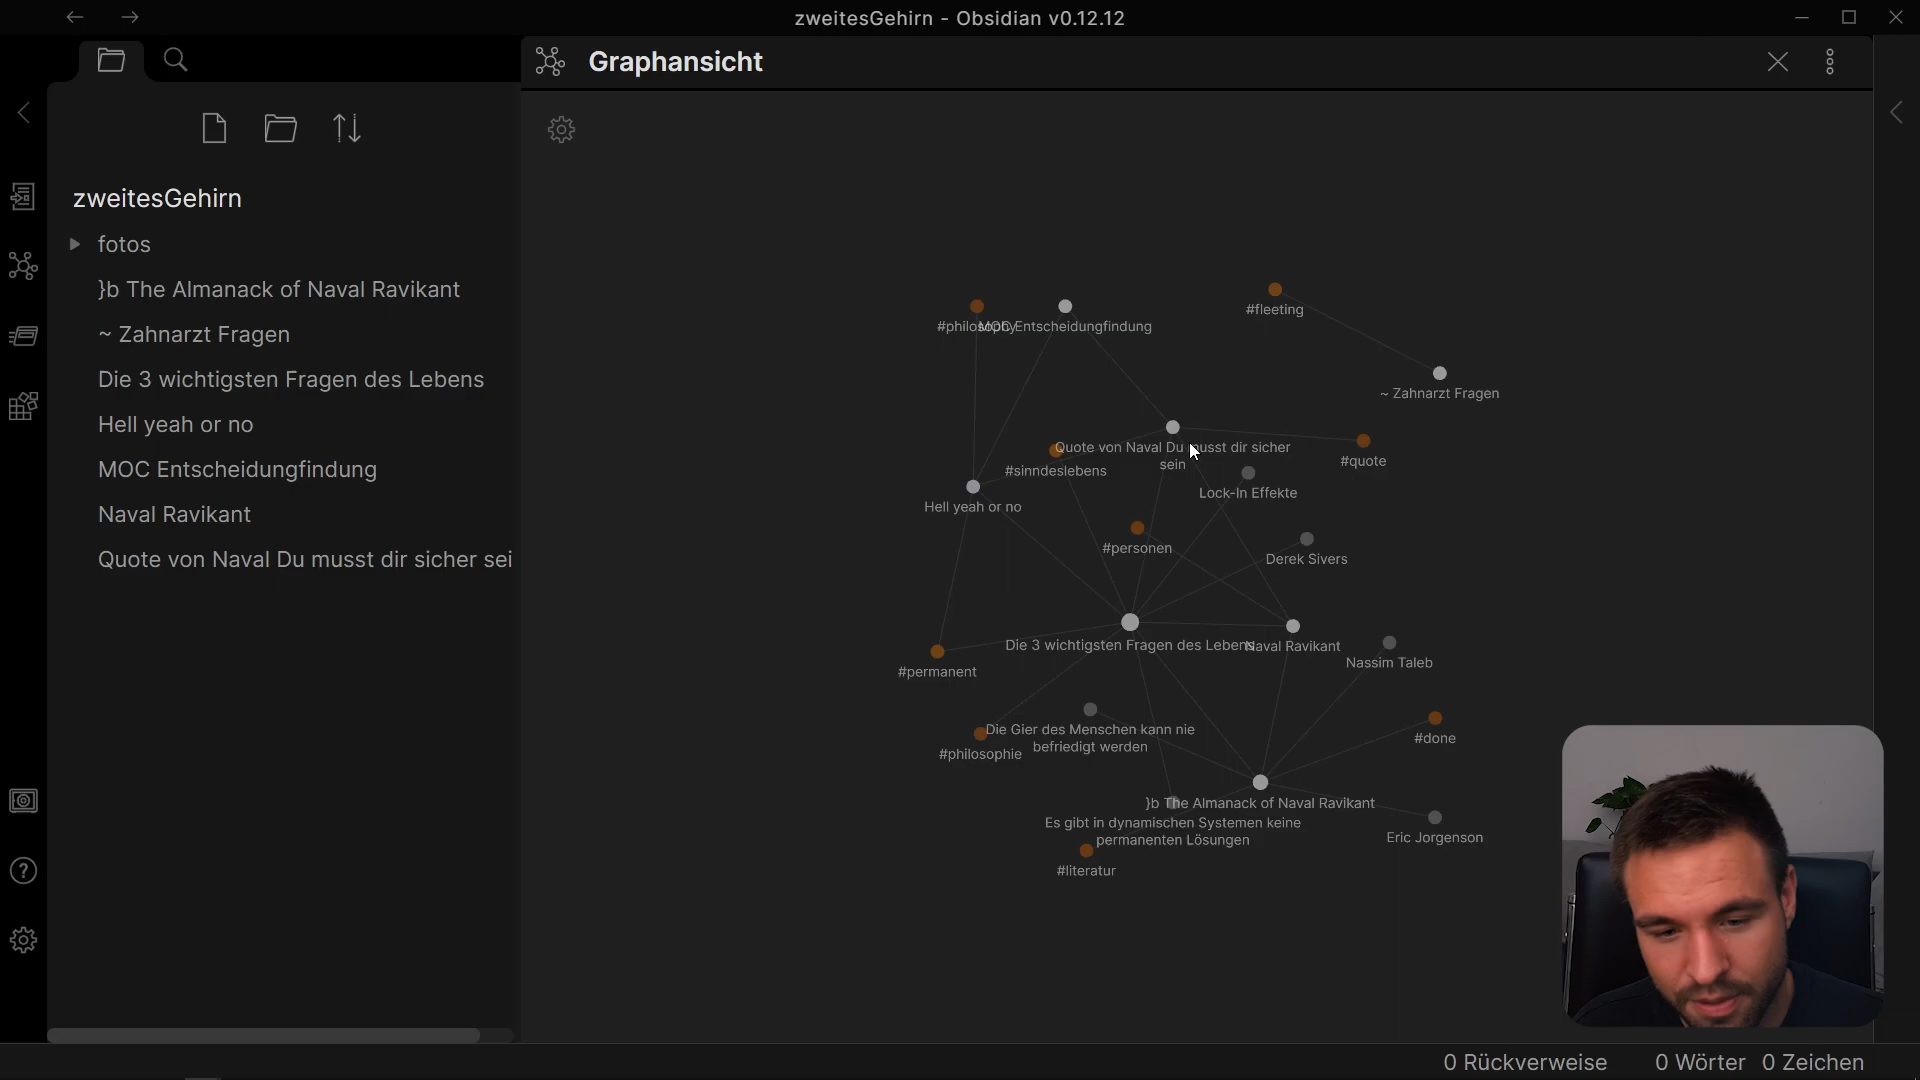 zweitesGehirn - Obsidian v0.12.12
Graphansicht
zweitesGehirn
fotos
}b The Almanack of Naval Ravikant
~ Zahnarzt Fragen
Die 3 wichtigsten Fragen des Lebens
Hell yeah or no
MOC Entscheidungfindung
Naval Ravikant
Quote von Naval Du musst dir sicher sei
#fleeting
#philosophy
MOC Entscheidungfindung
~ Zahnarzt Fragen
Quote von Naval Du musst dir sicher
sein
#quote
#sinndeslebens
Lock-In Effekte
Hell yeah or no
#personen
Derek Sivers
Die 3 wichtigsten Fragen des Lebens
Naval Ravikant
Nassim Taleb
#permanent
Die Gier des Menschen kann nie
befriedigt werden
#done
#philosophie
}b The Almanack of Naval Ravikant
Es gibt in dynamischen Systemen keine
permanenten Lösungen
Eric Jorgenson
#literatur
0 Rückverweise
0 Wörter
0 Zeichen